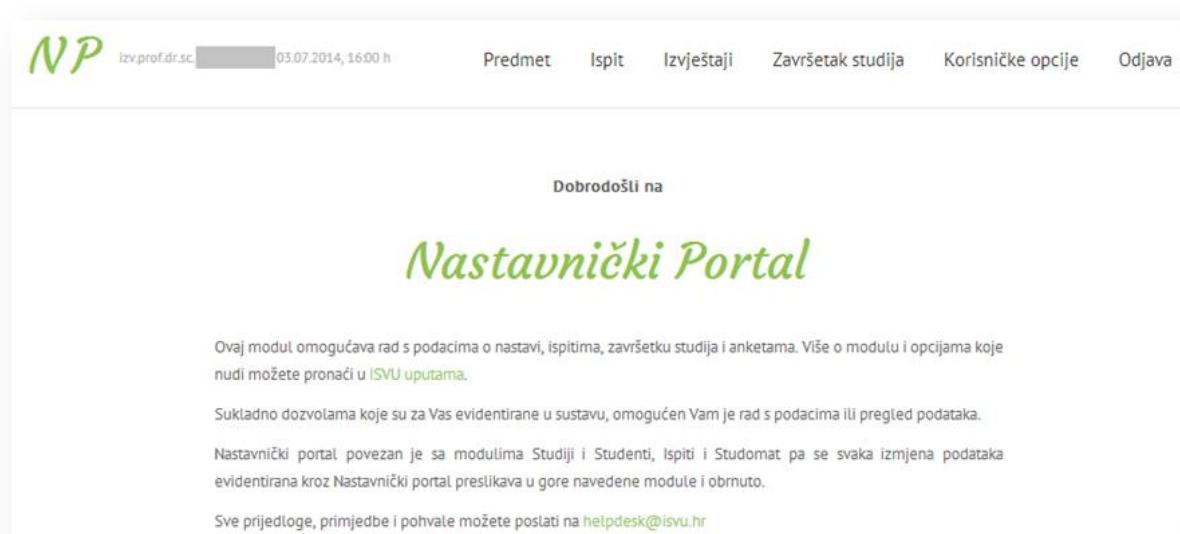 NP izv.prof.dr.sc. 03.07.2014, 16:00 h Predmet Ispit Izvještaji Završetak studija Korisničke opcije Odjava
Dobrodošli na
Nastavnički Portal
Ovaj modul omogućava rad s podacima o nastavi, ispitima, završetku studija i anketama. Više o modulu i opcijama koje
nudi možete pronaći u ISVU uputama.
Sukladno dozvolama koje su za Vas evidentirane u sustavu, omogućen Vam je rad s podacima ili pregled podataka.
Nastavnički portal povezan je sa modulima Studiji i Studenti, Ispiti i Studomat pa se svaka izmjena podataka
evidentirana kroz Nastavnički portal preslikava u gore navedene module i obrnuto.
Sve prijedloge, primjedbe i pohvale možete poslati na helpdesk@isvu.hr